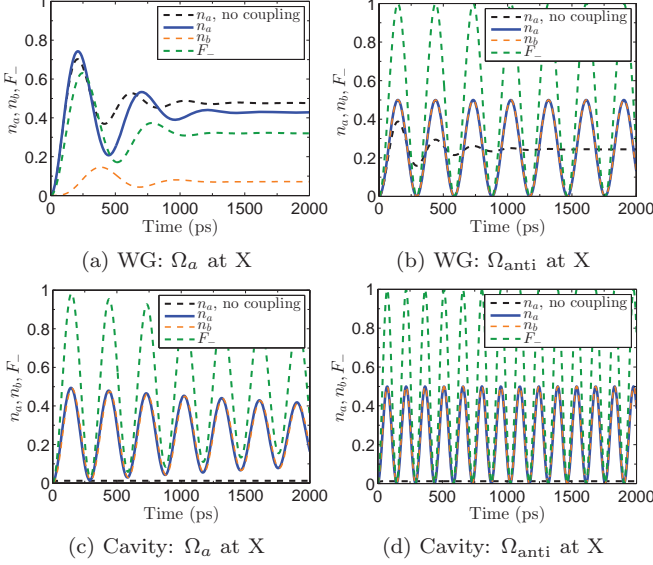 n_a, no coupling
n_a
n_b
F_−
n_a, n_b, F_−
1
0.8
0.6
0.4
0.2
0
0 500 1000 1500 2000
Time (ps)
(a) WG: Ω_a at X
n_a, no coupling
n_a
n_b
F_−
n_a, n_b, F_−
1
0.8
0.6
0.4
0.2
0
0 500 1000 1500 2000
Time (ps)
(b) WG: Ω_anti at X
n_a, no coupling
n_a
n_b
F_−
n_a, n_b, F_−
1
0.8
0.6
0.4
0.2
0
0 500 1000 1500 2000
Time (ps)
(c) Cavity: Ω_a at X
n_a, no coupling
n_a
n_b
F_−
n_a, n_b, F_−
1
0.8
0.6
0.4
0.2
0
0 500 1000 1500 2000
Time (ps)
(d) Cavity: Ω_anti at X